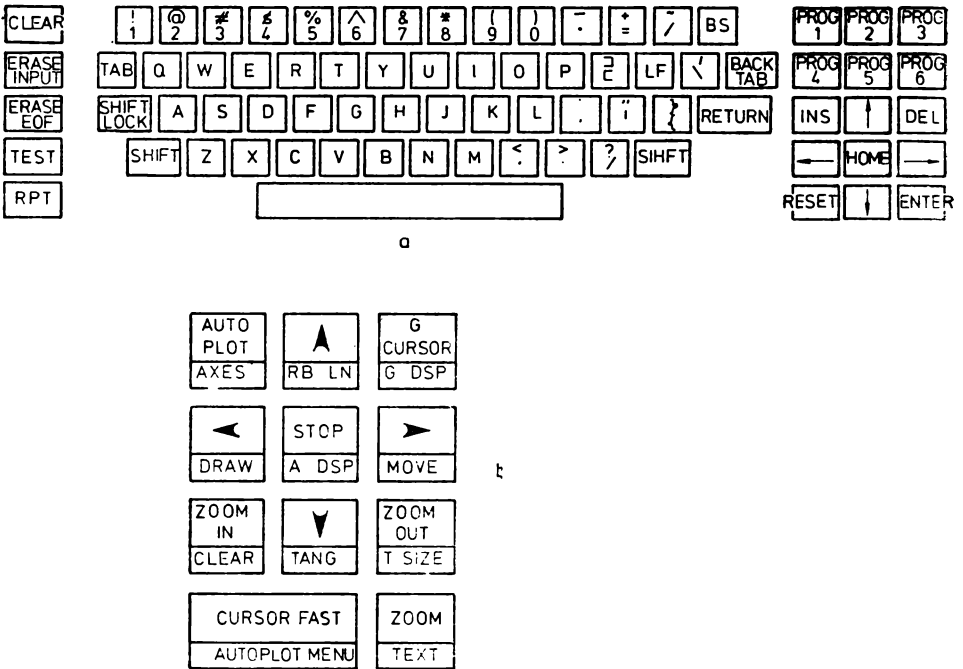 CLEAR ! 1 @ 2 # 3 $ 4 % 5 ^ 6 & 7 * 8 ( 9 ) 0 - . + = ~ / BS PROG 1 PROG 2 PROG 3
ERASE INPUT TAB Q W E R T Y U I O P LF \ ' BACK TAB PROG 4 PROG 5 PROG 6
ERASE EOF SHIFT LOCK A S D F G H J K L RETURN INS ↑ DEL
TEST SHIFT Z X C V B N M < . > . ? / SIHFT ← HOME →
RPT RESET ↓ ENTER
a
AUTO G
PLOT CURSOR
AXES RB LN G DSP
STOP
DRAW A DSP MOVE
ZOOM ZOOM
IN OUT
CLEAR TANG T SIZE
CURSOR FAST ZOOM
AUTOPLOT MENU TEXT